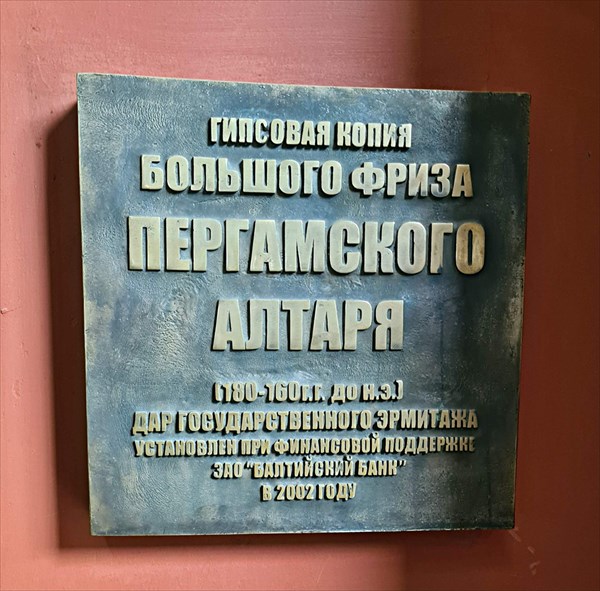 ГИПСОВАЯ КОПИЯ
БОЛЬШОГО ФРИЗА
ПЕРГАМСКОГО
АЛТАРЯ
(180-160г.г. до н.э.)
ДАР ГОСУДАРСТВЕННОГО ЭРМИТАЖА
УСТАНОВЛЕН ПРИ ФИНАНСОВОЙ ПОДДЕРЖКЕ
ЗАО "БАЛТИЙСКИЙ БАНК"
В 2002 ГОДУ